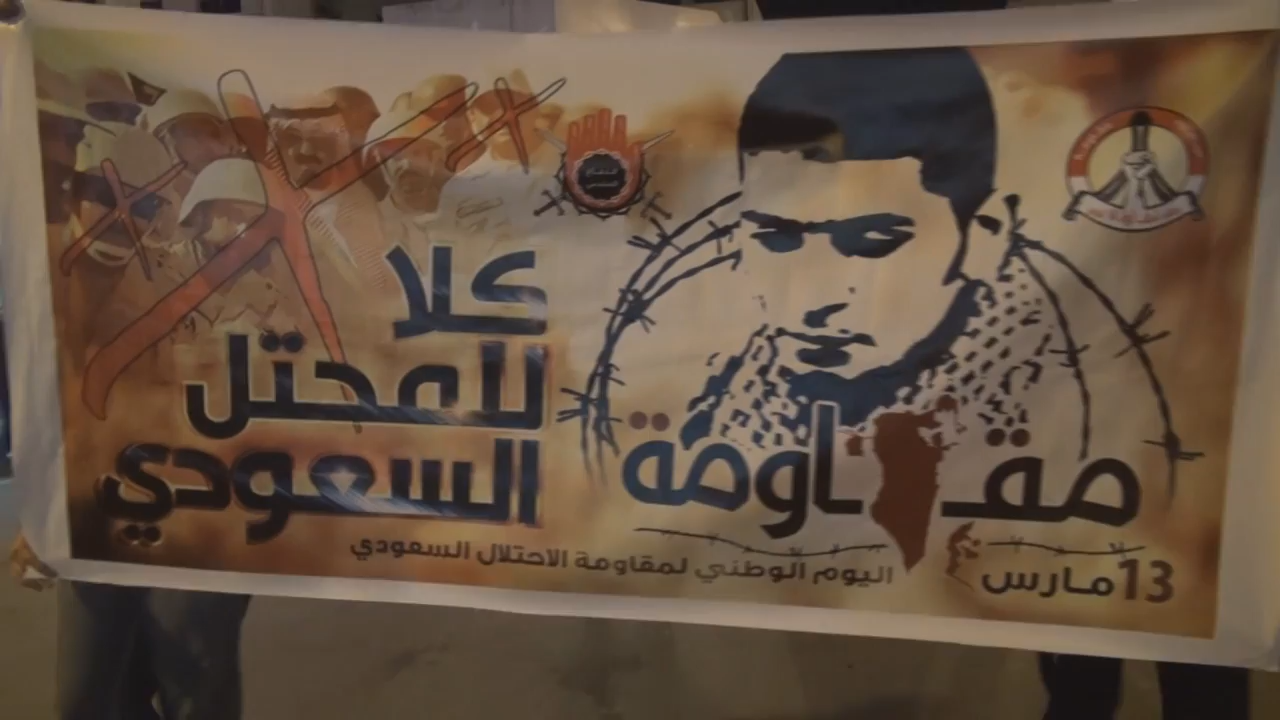 كلا
للمحتل
السعودي
مقاومة
13 مارس
اليوم الوطني لمقاومة الاحتلال السعودي